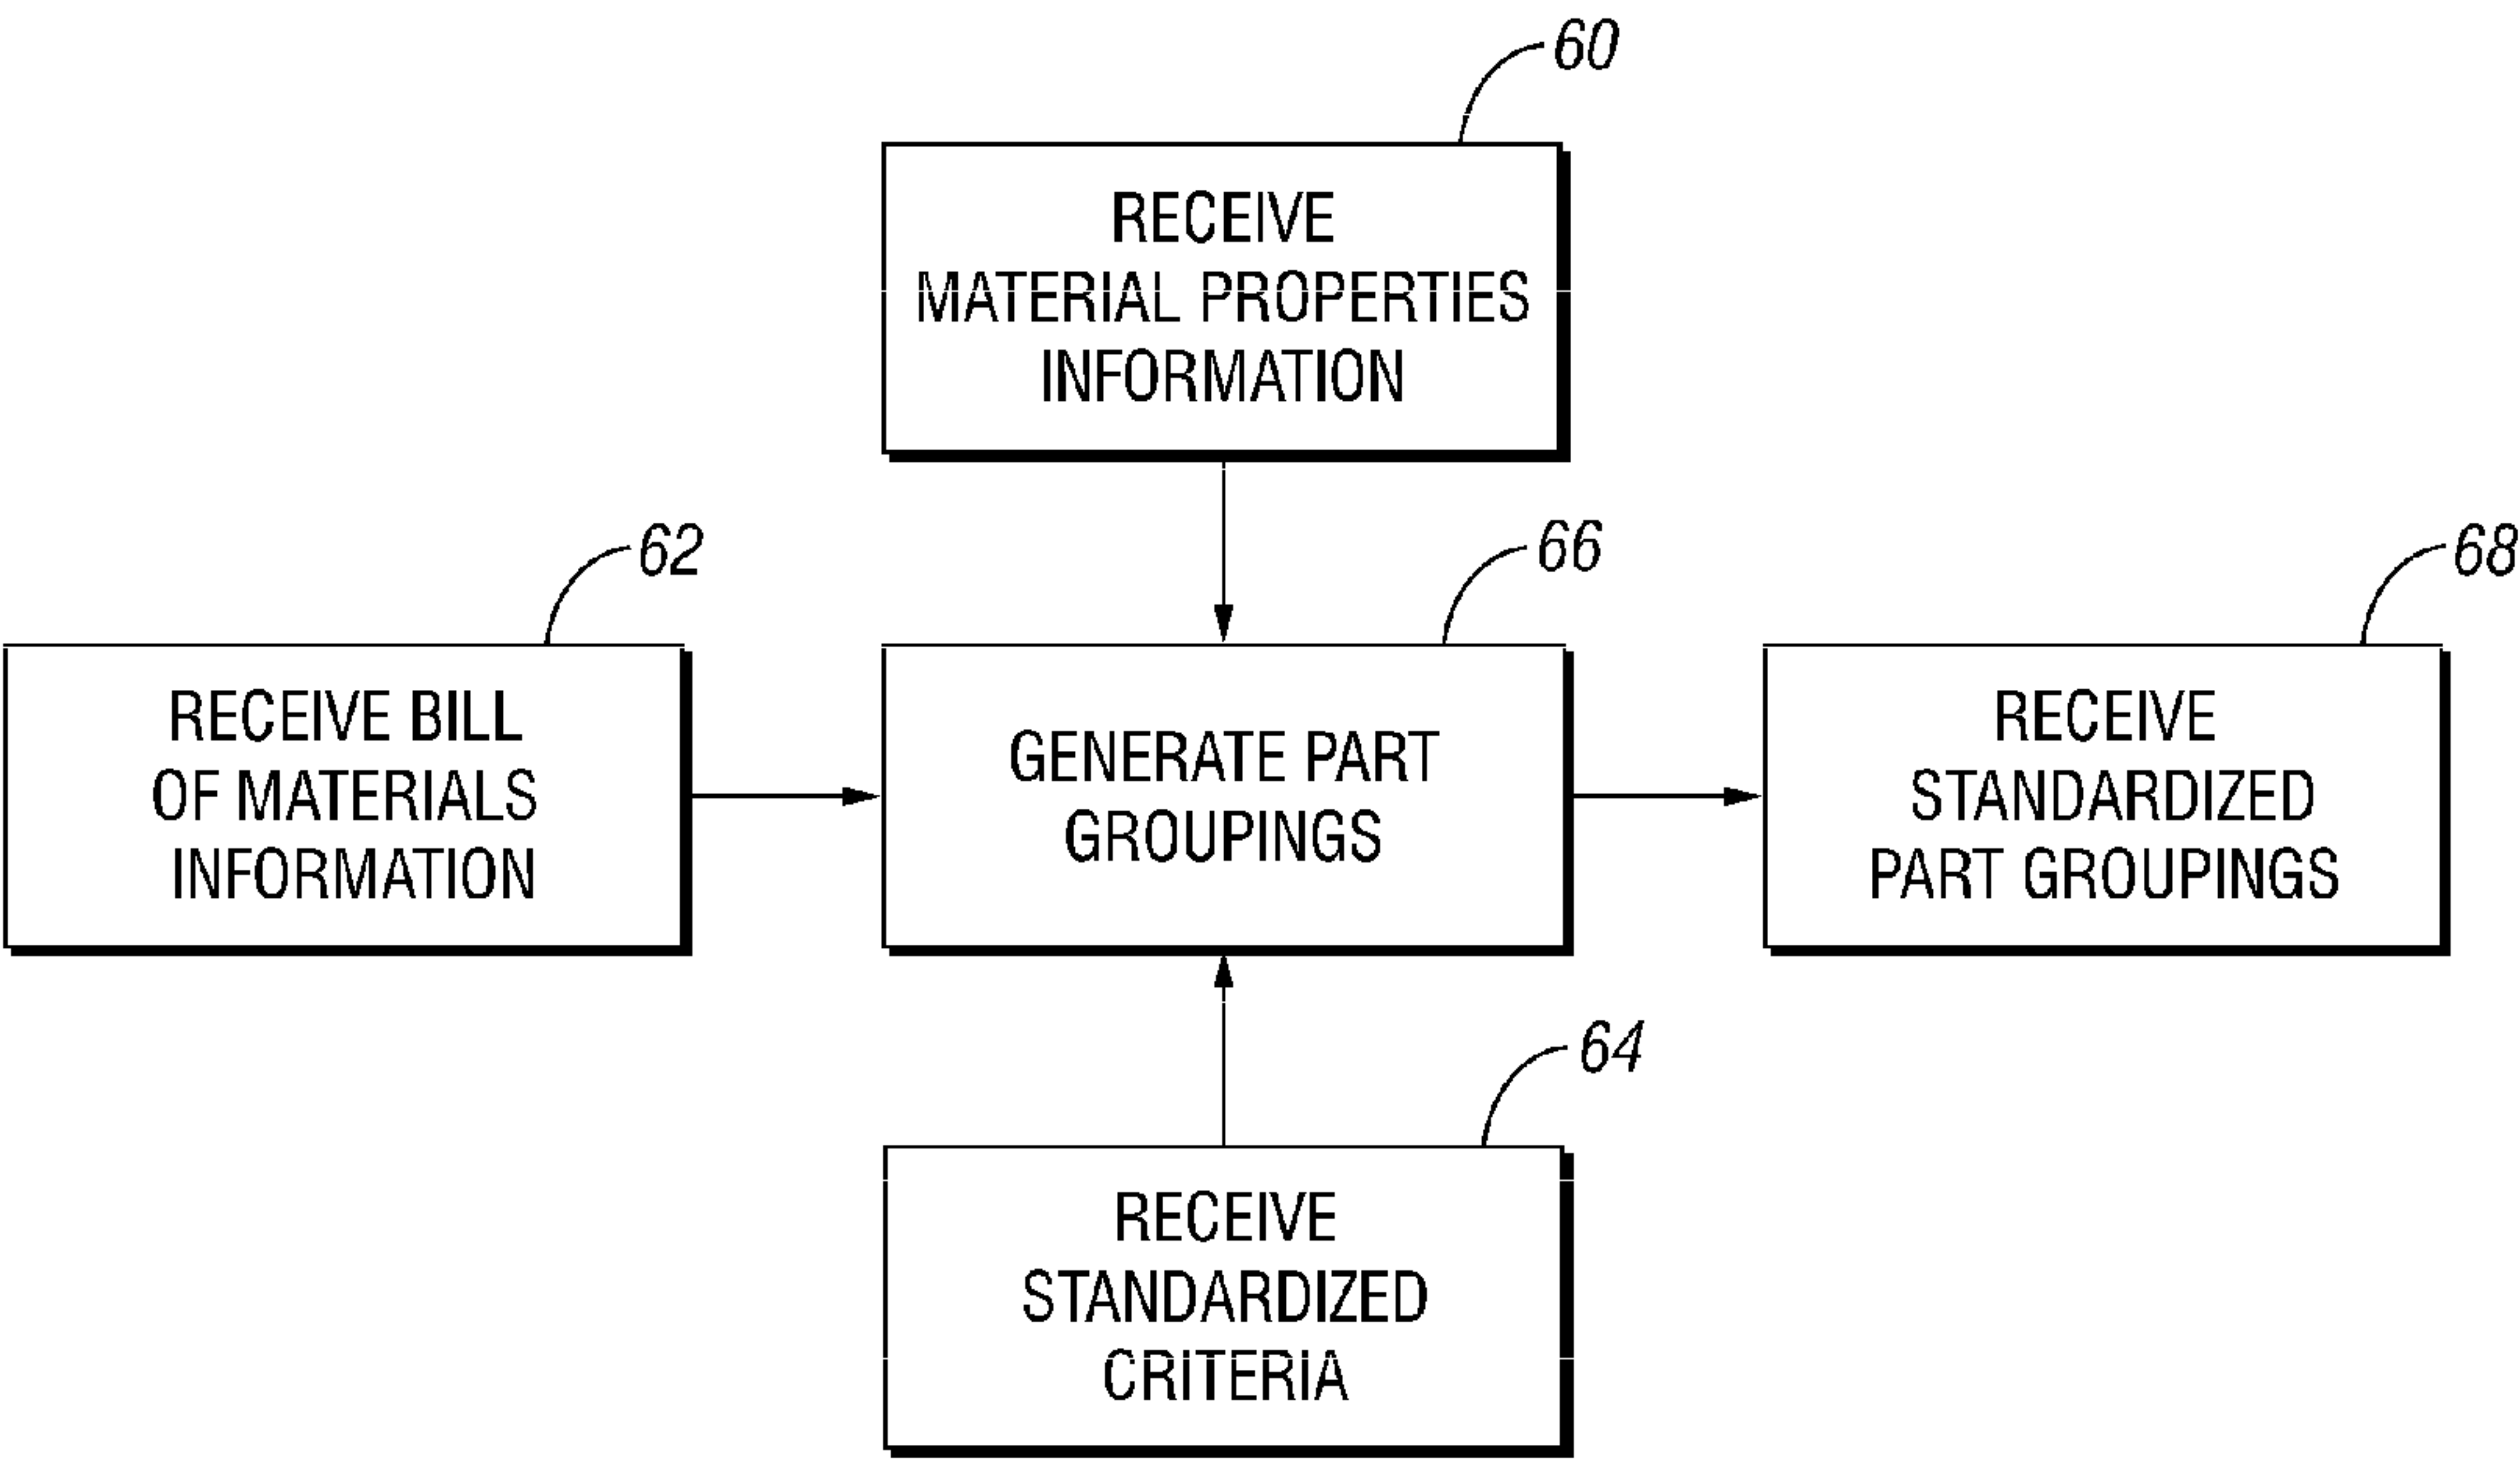 60
RECEIVE
MATERIAL PROPERTIES
INFORMATION
62
RECEIVE BILL
OF MATERIALS
INFORMATION
66
GENERATE PART
GROUPINGS
68
RECEIVE
STANDARDIZED
PART GROUPINGS
64
RECEIVE
STANDARDIZED
CRITERIA